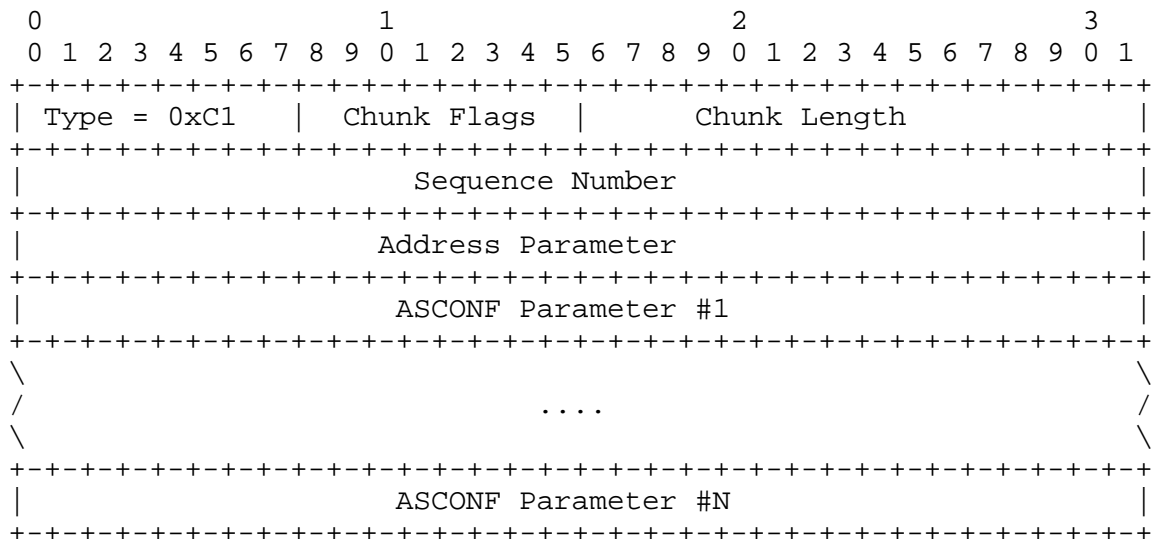 0                   1                   2                   3
 0 1 2 3 4 5 6 7 8 9 0 1 2 3 4 5 6 7 8 9 0 1 2 3 4 5 6 7 8 9 0 1
+-+-+-+-+-+-+-+-+-+-+-+-+-+-+-+-+-+-+-+-+-+-+-+-+-+-+-+-+-+-+-+-+
| Type = 0xC1   |  Chunk Flags  |      Chunk Length             |
+-+-+-+-+-+-+-+-+-+-+-+-+-+-+-+-+-+-+-+-+-+-+-+-+-+-+-+-+-+-+-+-+
|                      Sequence Number                          |
+-+-+-+-+-+-+-+-+-+-+-+-+-+-+-+-+-+-+-+-+-+-+-+-+-+-+-+-+-+-+-+-+
|                    Address Parameter                          |
+-+-+-+-+-+-+-+-+-+-+-+-+-+-+-+-+-+-+-+-+-+-+-+-+-+-+-+-+-+-+-+-+
|                     ASCONF Parameter #1                       |
+-+-+-+-+-+-+-+-+-+-+-+-+-+-+-+-+-+-+-+-+-+-+-+-+-+-+-+-+-+-+-+-+
\                                                               \
/                             ....                              /
\                                                               \
+-+-+-+-+-+-+-+-+-+-+-+-+-+-+-+-+-+-+-+-+-+-+-+-+-+-+-+-+-+-+-+-+
|                     ASCONF Parameter #N                       |
+-+-+-+-+-+-+-+-+-+-+-+-+-+-+-+-+-+-+-+-+-+-+-+-+-+-+-+-+-+-+-+-+